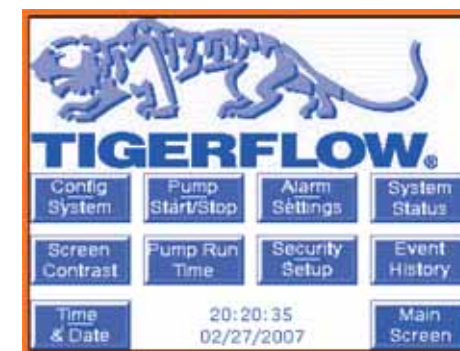 TIGERFLOW®
Config System
Pump Start/Stop
Alarm Settings
System Status
Screen Contrast
Pump Run Time
Security Setup
Event History
Time & Date
20:20:35
02/27/2007
Main Screen